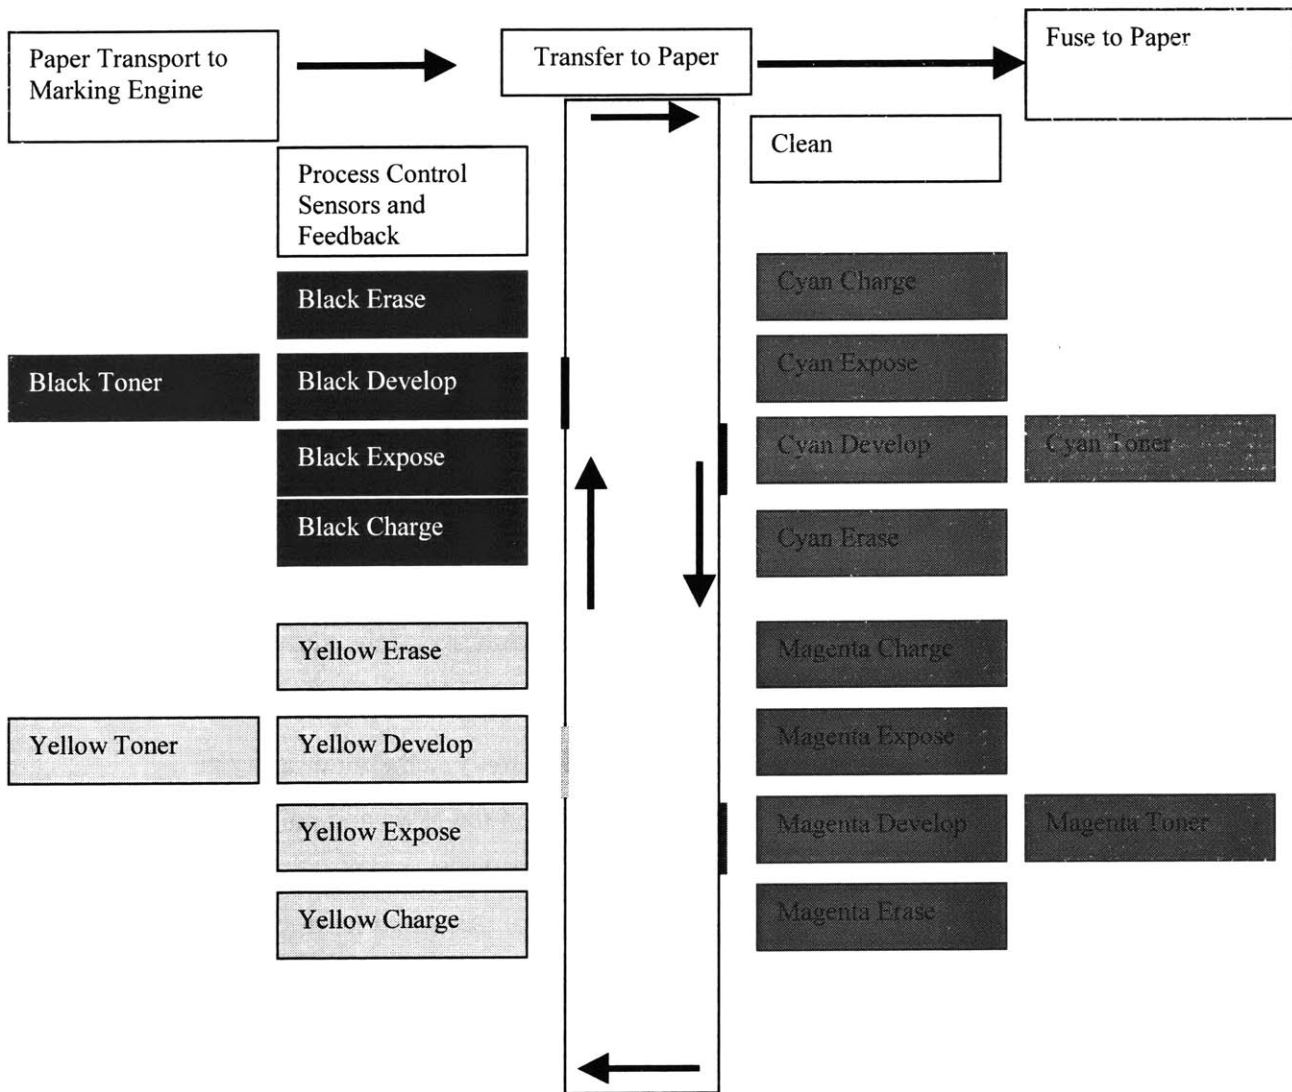 Paper Transport to
Marking Engine
Transfer to Paper
Fuse to Paper
Clean
Process Control
Sensors and
Feedback
Black Erase
Black Toner
Black Develop
Black Expose
Black Charge
Yellow Erase
Yellow Toner
Yellow Develop
Yellow Expose
Yellow Charge
Cyan Charge
Cyan Expose
Cyan Develop
Cyan Toner
Cyan Erase
Magenta Charge
Magenta Expose
Magenta Develop
Magenta Toner
Magenta Erase